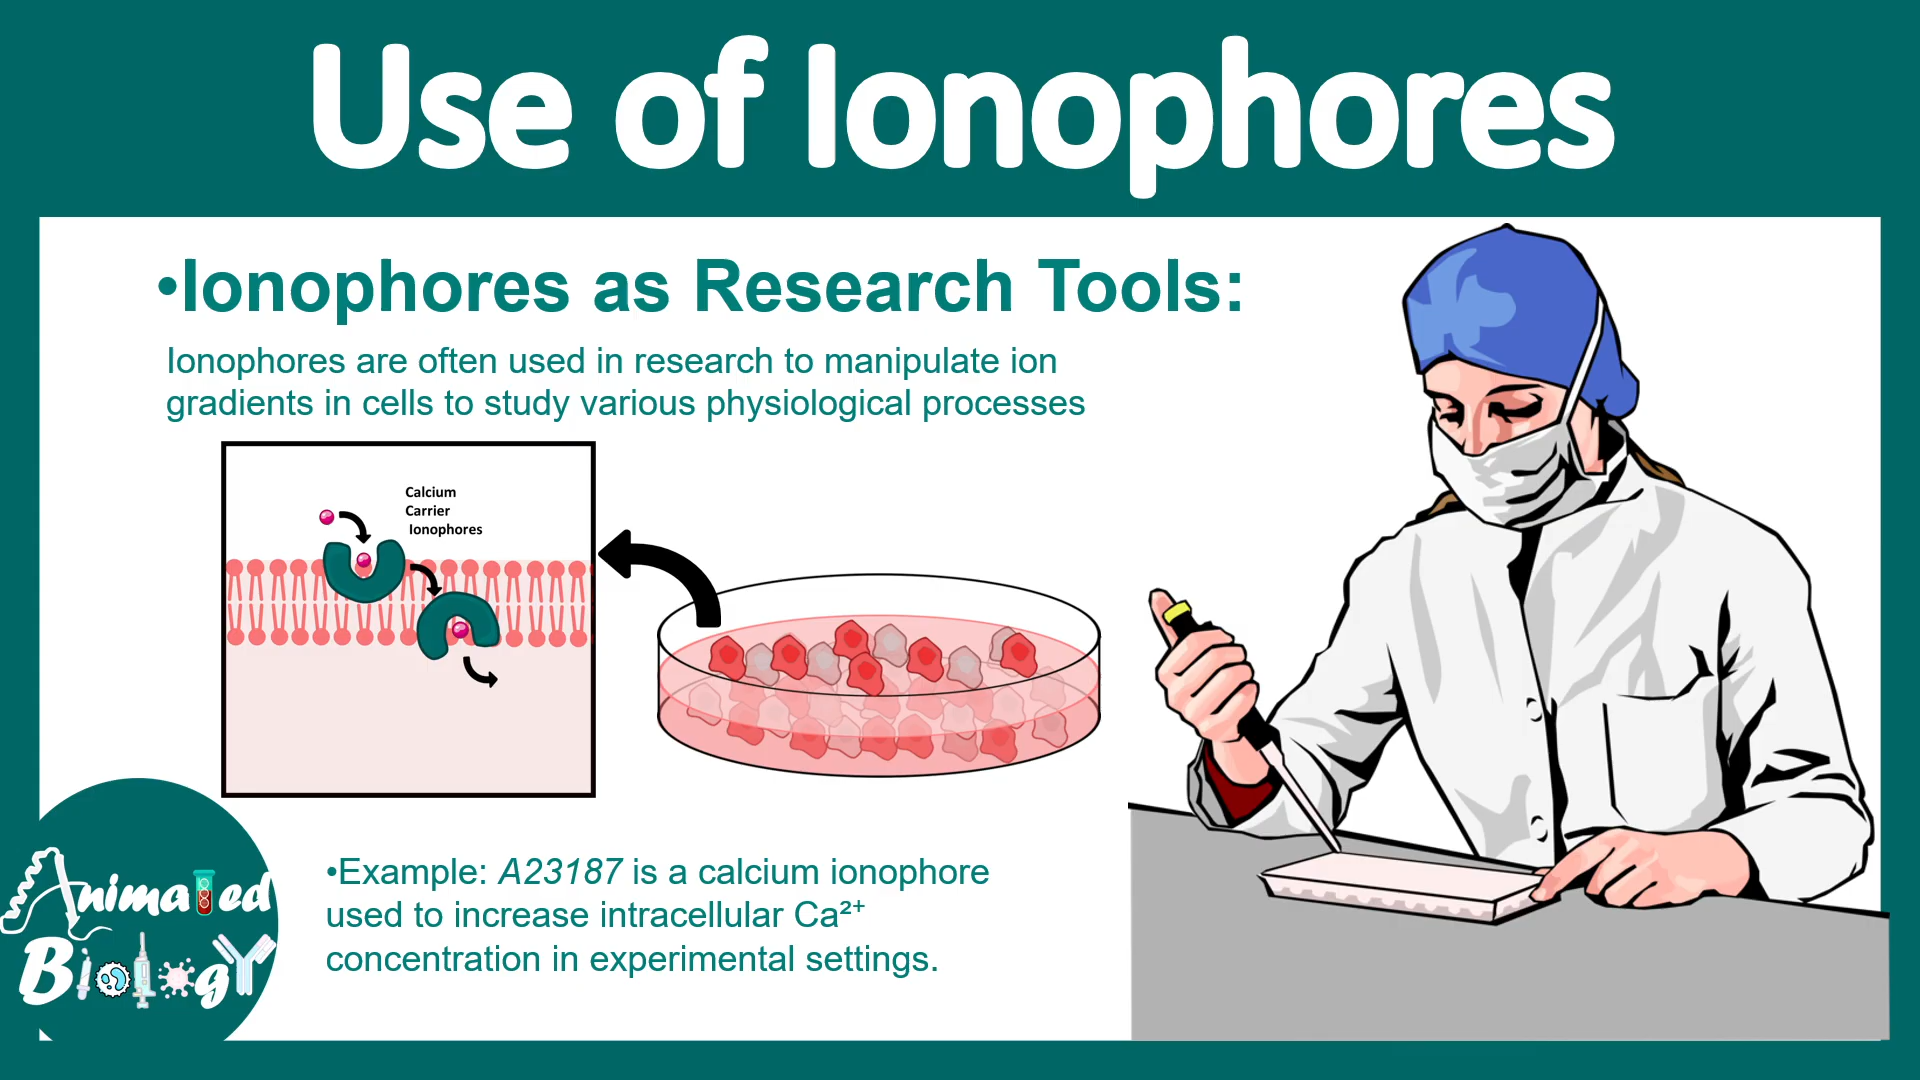 Use of Ionophores
•Ionophores as Research Tools:
Ionophores are often used in research to manipulate ion
gradients in cells to study various physiological processes
Calcium
Carrier
Ionophores
•Example: A23187 is a calcium ionophore
used to increase intracellular Ca²⁺
concentration in experimental settings.
Animated
Biology